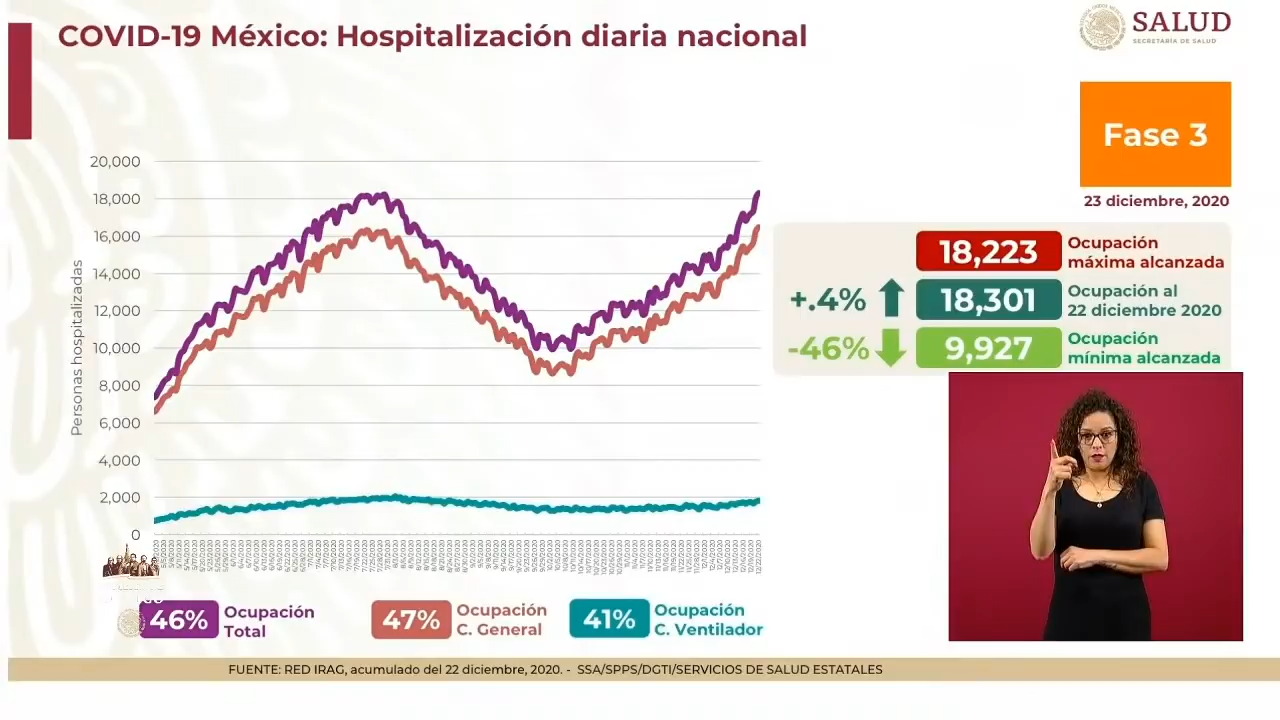 COVID-19 México: Hospitalización diaria nacional
SALUD
SECRETARÍA DE SALUD
Fase 3
23 diciembre, 2020
20,000
18,000
16,000
14,000
12,000
10,000
8,000
6,000
4,000
2,000
0
Personas hospitalizadas
18,223
Ocupación
máxima alcanzada
+.4%
18,301
Ocupación al
22 diciembre 2020
-46%
9,927
Ocupación
mínima alcanzada
46%
Ocupación
Total
47%
Ocupación
C. General
41%
Ocupación
C. Ventilador
FUENTE: RED IRAG, acumulado del 22 diciembre, 2020. - SSA/SPPS/DGTI/SERVICIOS DE SALUD ESTATALES